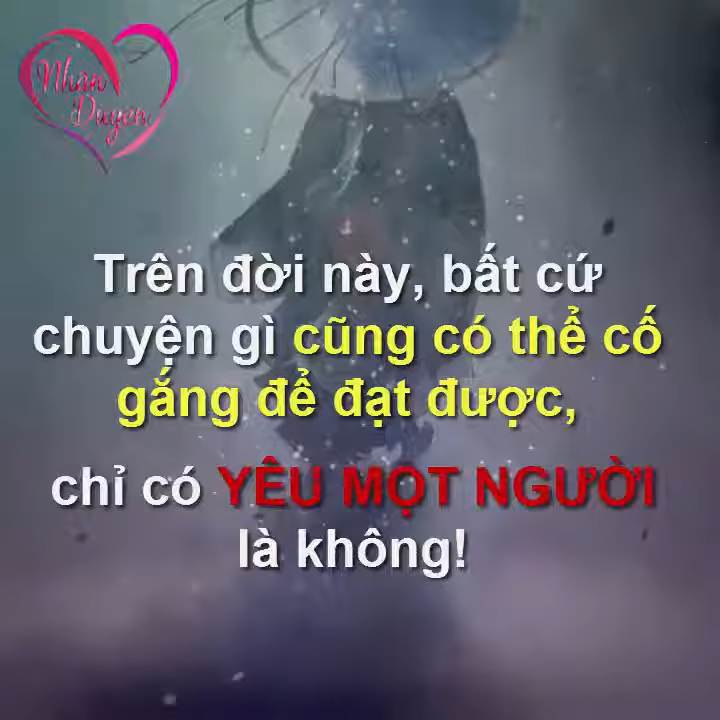 Nhân
Duyên
Trên đời này, bất cứ
chuyện gì cũng có thể cố
gắng để đạt được,
chỉ có YÊU MỘT NGƯỜI
là không!